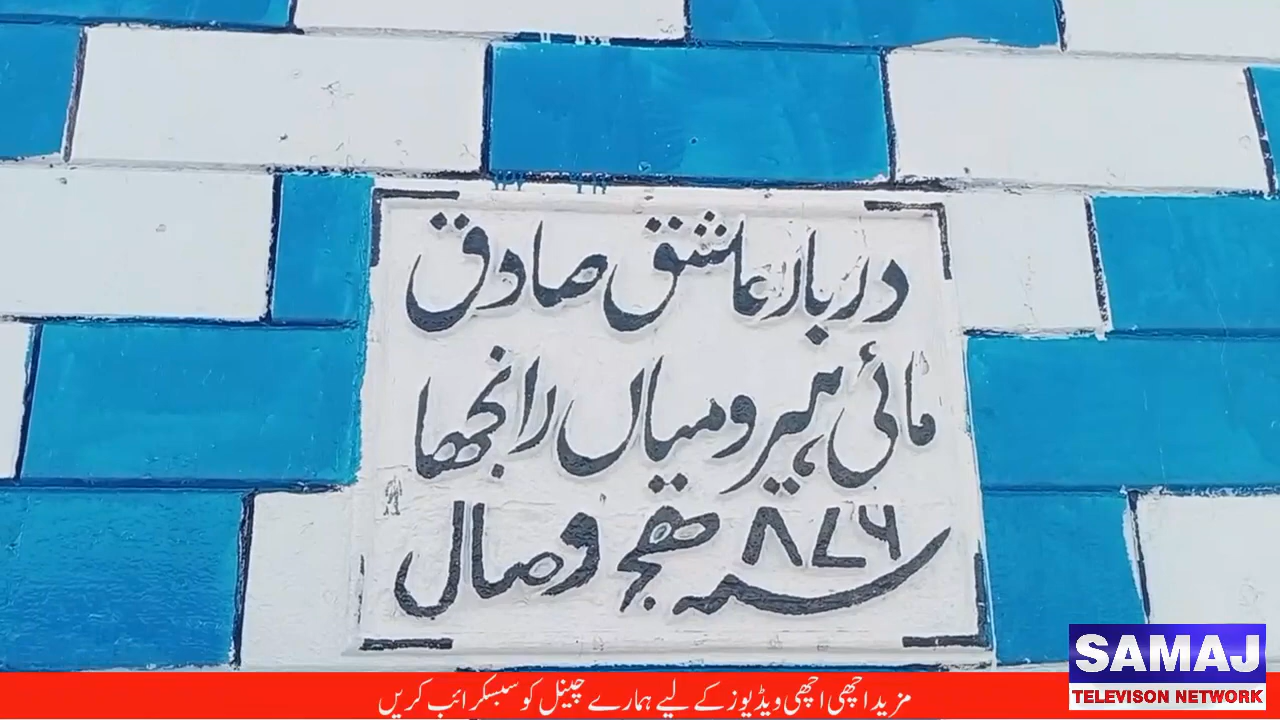 دربار عاشق صادق
مائی ہیر و میاں رانجھا
سنہ ۸۷۶ ھجر وصال
SAMAJ
TELEVISON NETWORK
مزید اچھی اچھی ویڈیوز کے لیے ہمارے چینل کو سبسکرائب کریں